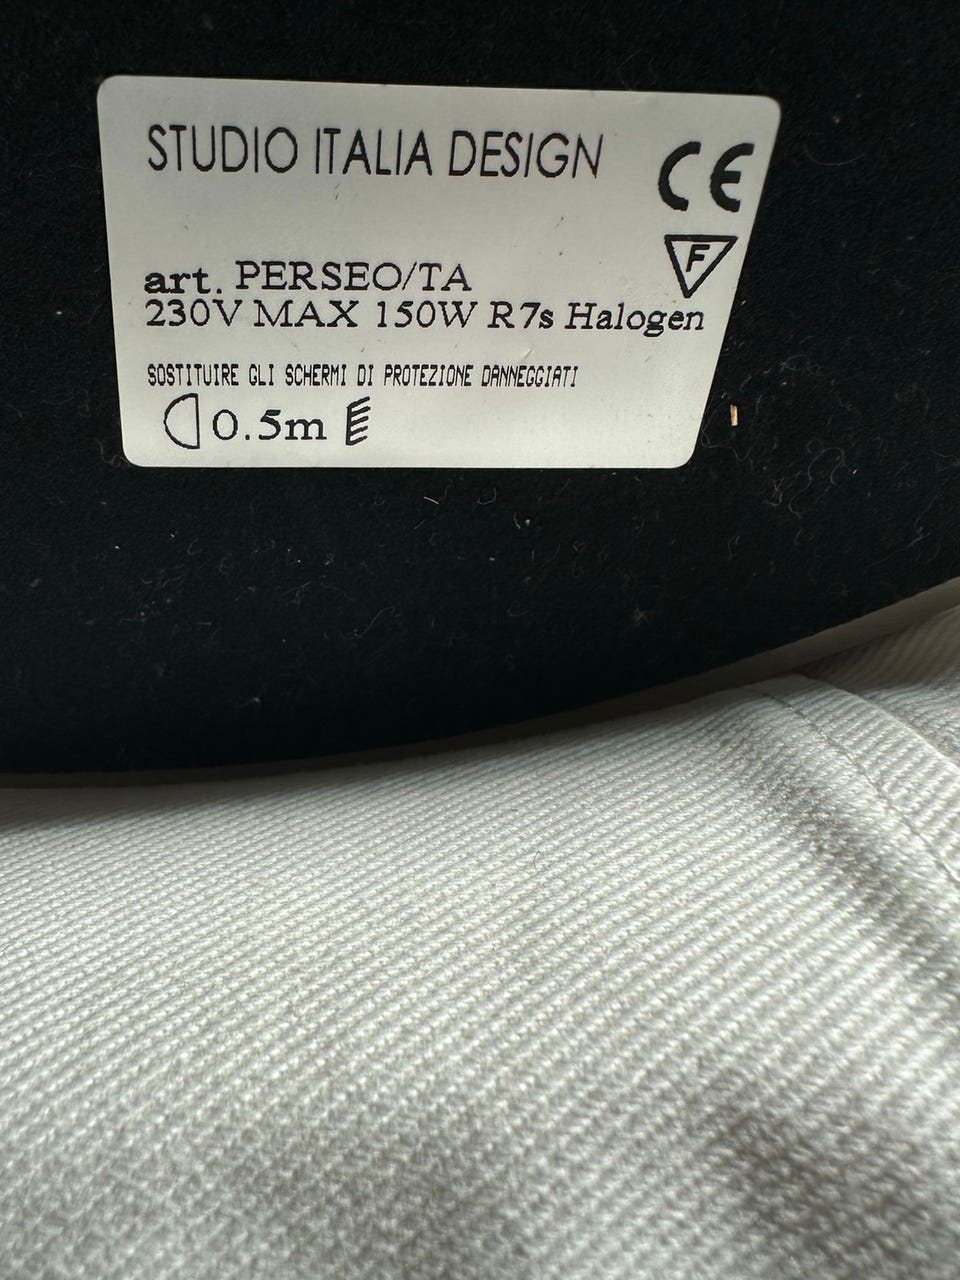 STUDIO ITALIA DESIGN
CE
F
art. PERSEO/TA
230V MAX 150W R7s Halogen
SOSTITUIRE GLI SCHERMI DI PROTEZIONE DANNEGGIATI
0.5m